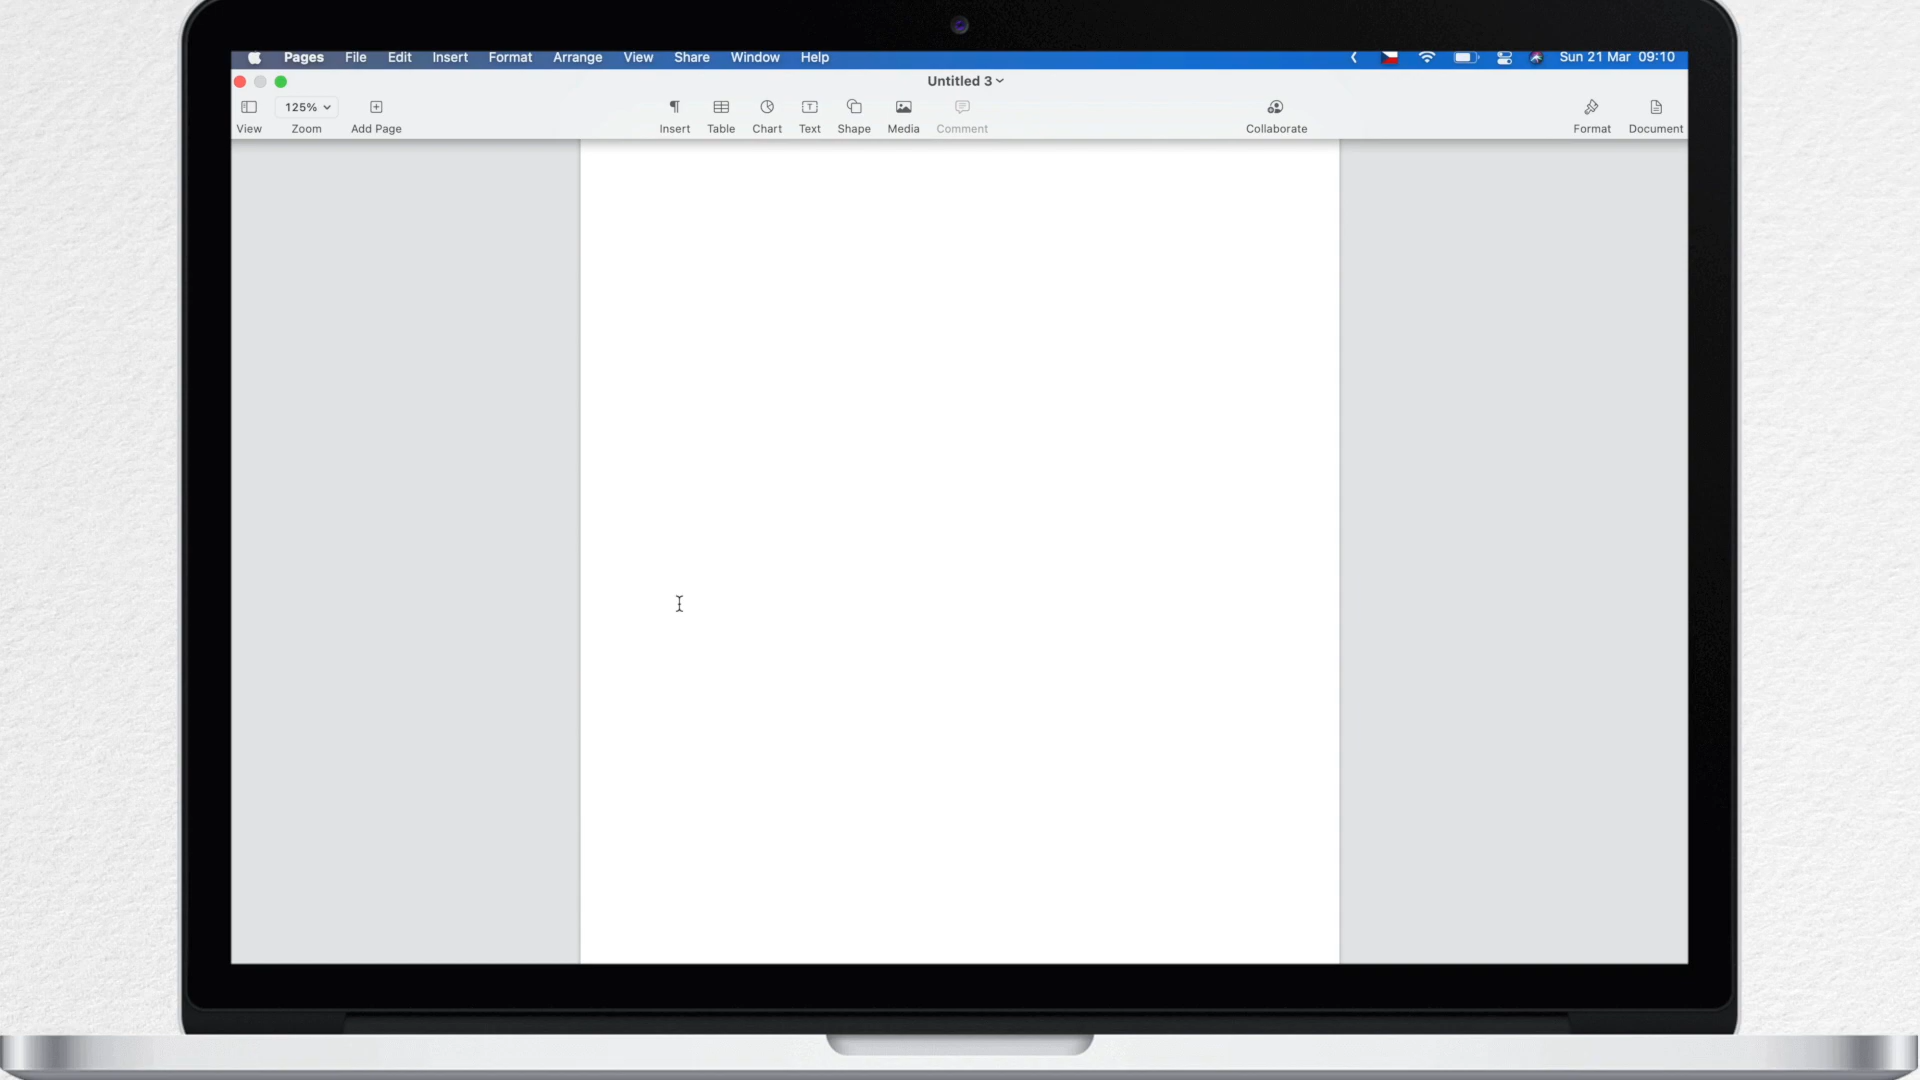 Pages File Edit Insert Format Arrange View Share Window Help Sun 21 Mar 09:10
Untitled 3
125%
View Zoom Add Page Insert Table Chart Text Shape Media Comment Collaborate Format Document